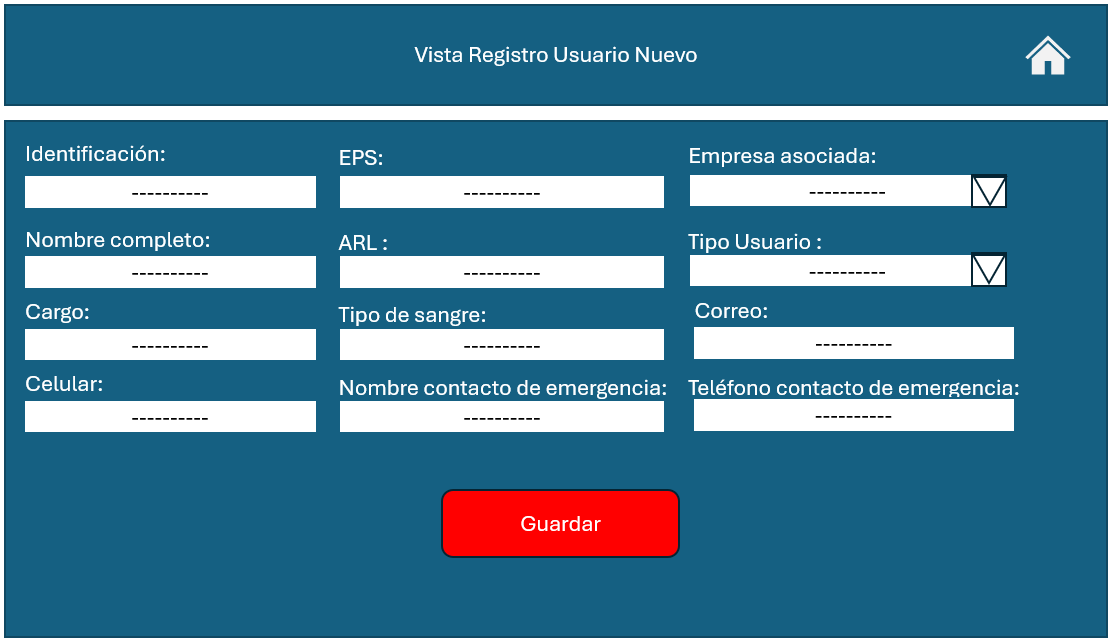 Vista Registro Usuario Nuevo
Identificación:
----------
EPS:
----------
Empresa asociada:
----------
Nombre completo:
----------
ARL :
----------
Tipo Usuario :
----------
Cargo:
----------
Tipo de sangre:
----------
Correo:
----------
Celular:
----------
Nombre contacto de emergencia:
----------
Teléfono contacto de emergencia:
----------
Guardar